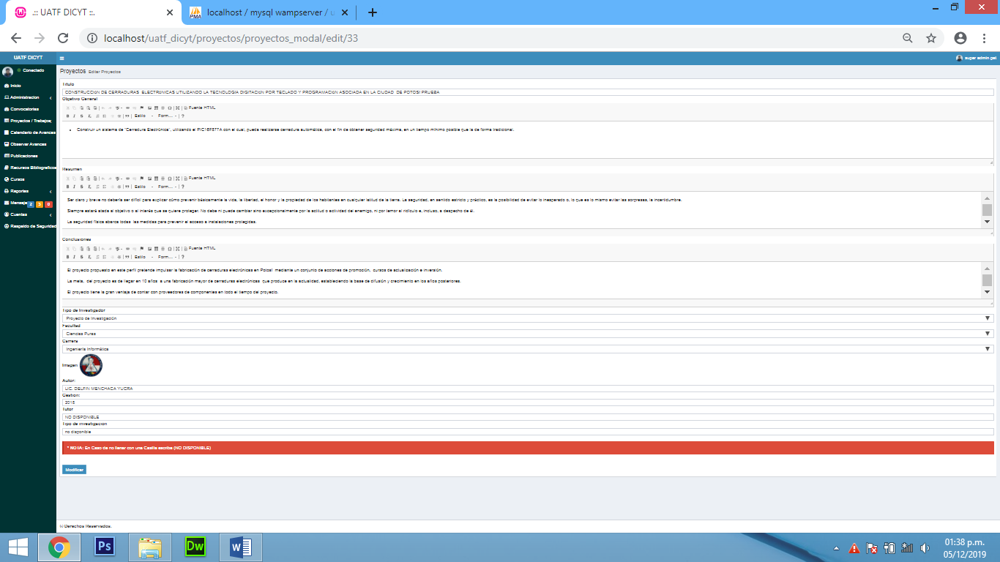 .:: UATF DICYT ::.
localhost / mysql wampserver / u
localhost/uatf_dicyt/proyectos/proyectos_modal/edit/33
UATF DICYT
super admin pat
Conectado
Inicio
Administracion
Convocatorias
Proyectos / Trabajos
Calendario de Avances
Observar Avances
Publicaciones
Recursos Bibliograficos
Cursos
Reportes
Mensaje 2 3 0
Cuentas
Respaldo de Seguridad
Proyectos Editar Proyectos
Titulo
CONSTRUCCIóN DE CERRADURAS ELECTRóNICAS UTILIZANDO LA TECNOLOGIA DIGITACIóN POR TECLADO Y PROGRAMACIóN ASOCIADA EN LA CIUDAD DE POTOSI PRUEBA
Objetivo General
Fuente HTML
Estilo Form...
• Construir un sistema de "Cerradura Electrónica", utilizando el PIC16F877A con el cual, pueda realizarse cerradura automática, con el fin de obtener seguridad máxima, en un tiempo mínimo posible que la de forma tradicional.
Resumen
Fuente HTML
Estilo Form...
Ser claro y breve no debería ser difícil para explicar cómo prevenir básicamente la vida, la libertad, el honor y la propiedad de los habitantes en cualquier latitud de la tierra. La seguridad, en sentido estricto y práctico, es la posibilidad de evitar lo inesperado o, lo que es lo mismo evitar las sorpresas, la incertidumbre.
Siempre estará atada al objetivo o al interés que se quiere proteger. No debe ni puede cambiar sino excepcionalmente por la actitud o actividad del enemigo, ni por temor al ridículo e, incluso, a despecho de él.
La seguridad física abarca todas las medidas para prevenir el acceso a instalaciones protegidas.
Conclusiones
Fuente HTML
Estilo Form...
El proyecto propuesto en este perfil pretende impulsar la fabricación de cerraduras electrónicas en Potosí mediante un conjunto de acciones de promoción, cursos de actualización e inversión.
La meta, del proyecto es de llegar en 10 años a una fabricación mayor de cerraduras electrónicas que produce en la actualidad, estableciendo la base de difusión y crecimiento en los años posteriores.
El proyecto tiene la gran ventaja de contar con proveedores de componentes en todo el tiempo del proyecto.
Tipo de Investigador
Proyecto de Investigación
Facultad
Ciencias Puras
Carrera
Ingeniería Informática
Imagen
Autor:
LIC. DELFIN MENCHACA YUCRA
Gestion:
2018
Tutor
NO DISPONIBLE
Tipo de investigacion
no disponible
* NOTA: En Caso de no llenar con una Casilla escriba (NO DISPONIBLE)
Modificar
© Derechos Reservados.
01:38 p.m.
05/12/2019